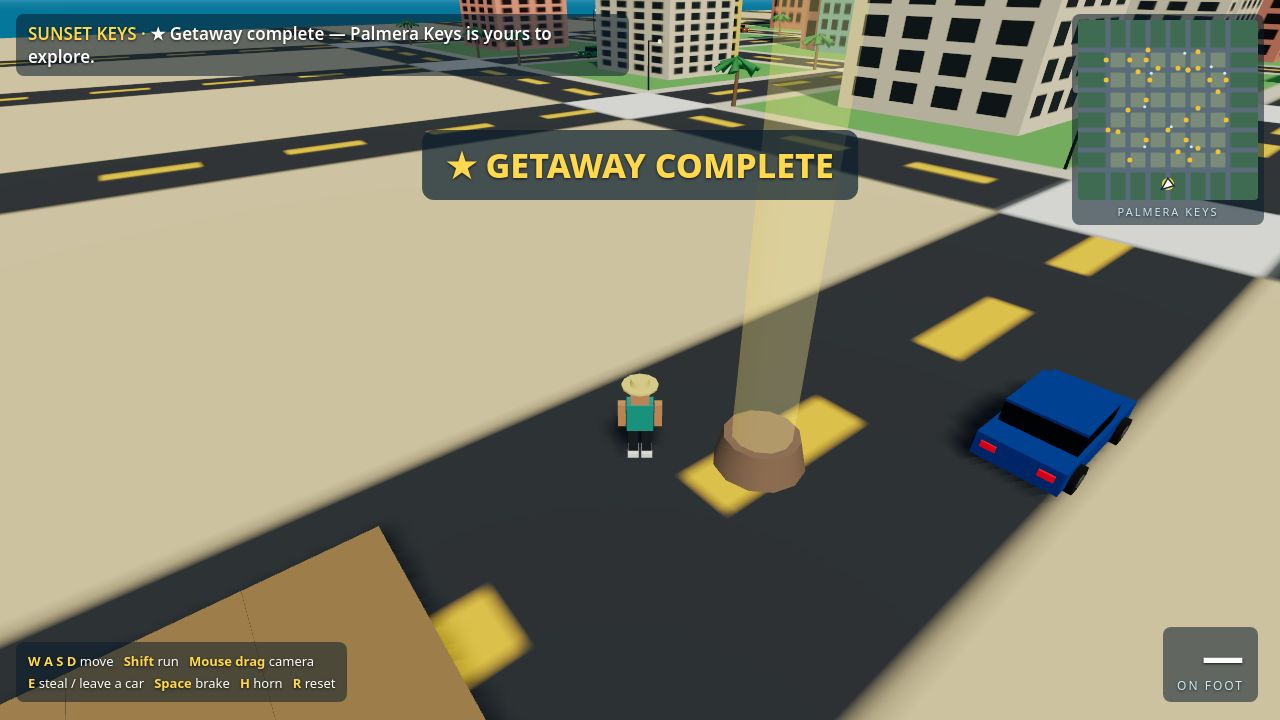 SUNSET KEYS · ★ Getaway complete — Palmera Keys is yours to
explore.
★ GETAWAY COMPLETE
PALMERA KEYS
W A S D move Shift run Mouse drag camera
E steal / leave a car Space brake H horn R reset
—
ON FOOT